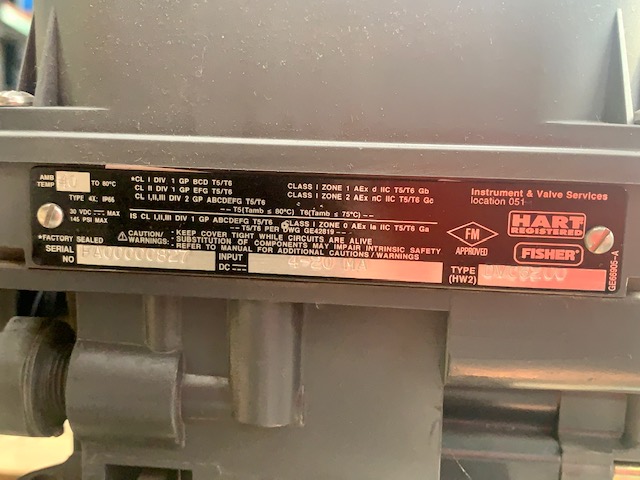 AMB TEMP TO 80°C
*CL I DIV 1 GP BCD T5/T6
CL II DIV 1 GP EFG T5/T6
CL I,II,III DIV 2 GP ABCDEFG T5/T6
CLASS I ZONE 1 AEx d IIC T5/T6 Gb
CLASS I ZONE 2 AEx nC IIC T5/T6 Gc
-- T5(Tamb ≤ 80°C) T6(Tamb ≤ 75°C) --
TYPE 4X; IP66
30 VDC MAX
145 PSI MAX
IS CL I,II,III DIV 1 GP ABCDEFG T5/T6 CLASS I ZONE 0 AEx ia IIC T5/T6 Ga
-- T5/T6 PER DWG GE42819 --
*FACTORY SEALED
CAUTION/ WARNINGS:
- KEEP COVER TIGHT WHILE CIRCUITS ARE ALIVE
- SUBSTITUTION OF COMPONENTS MAY IMPAIR INTRINSIC SAFETY
- REFER TO MANUAL FOR ADDITIONAL CAUTIONS/WARNINGS
SERIAL NO
INPUT DC 4-20 MA
TYPE (HW2)
Instrument & Valve Services
location 051
FM
APPROVED
HART
REGISTERED
FISHER
GE66905-A